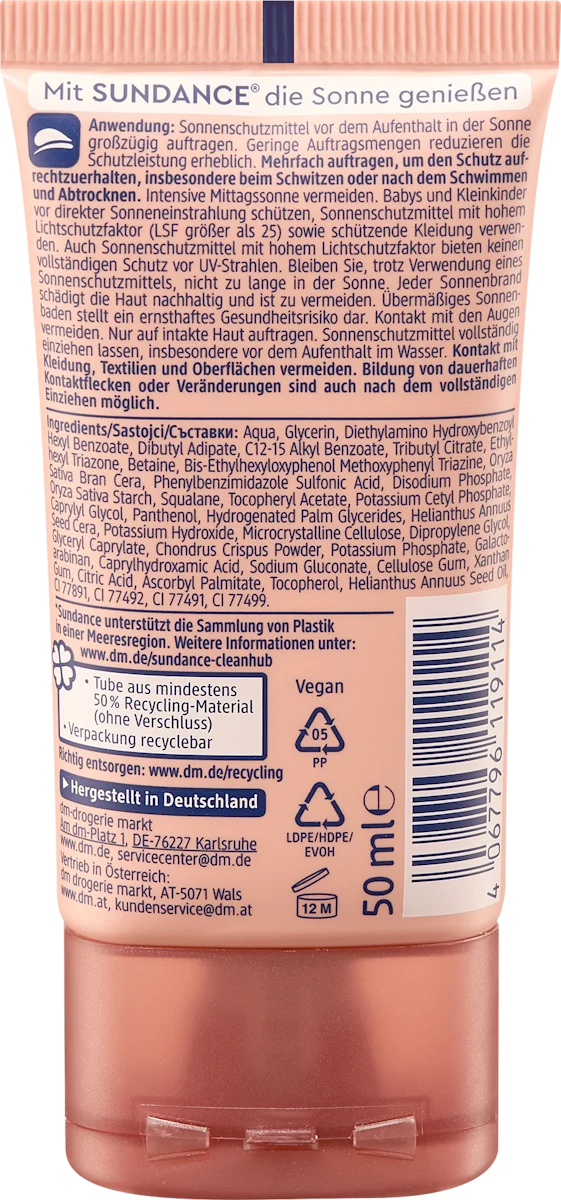 Mit SUNDANCE® die Sonne genießen
Anwendung: Sonnenschutzmittel vor dem Aufenthalt in der Sonne
großzügig auftragen. Geringe Auftragsmengen reduzieren die
Schutzleistung erheblich. Mehrfach auftragen, um den Schutz auf-
rechtzuerhalten, insbesondere beim Schwitzen oder nach dem Schwimmen
und Abtrocknen. Intensive Mittagssonne vermeiden. Babys und Kleinkinder
vor direkter Sonneneinstrahlung schützen, Sonnenschutzmittel mit hohem
Lichtschutzfaktor (LSF größer als 25) sowie schützende Kleidung verwen-
den. Auch Sonnenschutzmittel mit hohem Lichtschutzfaktor bieten keinen
vollständigen Schutz vor UV-Strahlen. Bleiben Sie, trotz Verwendung eines
Sonnenschutzmittels, nicht zu lange in der Sonne. Jeder Sonnenbrand
schädigt die Haut nachhaltig und ist zu vermeiden. Übermäßiges Sonnen-
baden stellt ein ernsthaftes Gesundheitsrisiko dar. Kontakt mit den Augen
vermeiden. Nur auf intakte Haut auftragen. Sonnenschutzmittel vollständig
einziehen lassen, insbesondere vor dem Aufenthalt im Wasser. Kontakt mit
Kleidung, Textilien und Oberflächen vermeiden. Bildung von dauerhaften
Kontaktflecken oder Veränderungen sind auch nach dem vollständigen
Einziehen möglich.
Ingredients/Sastojci/Съставки: Aqua, Glycerin, Diethylamino Hydroxybenzoyl
Hexyl Benzoate, Dibutyl Adipate, C12-15 Alkyl Benzoate, Tributyl Citrate, Ethyl-
hexyl Triazone, Betaine, Bis-Ethylhexyloxyphenol Methoxyphenyl Triazine, Oryza
Sativa Bran Cera, Phenylbenzimidazole Sulfonic Acid, Disodium Phosphate,
Oryza Sativa Starch, Squalane, Tocopheryl Acetate, Potassium Cetyl Phosphate,
Caprylyl Glycol, Panthenol, Hydrogenated Palm Glycerides, Helianthus Annuus
Seed Cera, Potassium Hydroxide, Microcrystalline Cellulose, Dipropylene Glycol,
Glyceryl Caprylate, Chondrus Crispus Powder, Potassium Phosphate, Galacto-
arabinan, Caprylhydroxamic Acid, Sodium Gluconate, Cellulose Gum, Xanthan
Gum, Citric Acid, Ascorbyl Palmitate, Tocopherol, Helianthus Annuus Seed Oil,
CI 77891, CI 77492, CI 77491, CI 77499.
*Sundance unterstützt die Sammlung von Plastik
in einer Meeresregion. Weitere Informationen unter:
www.dm.de/sundance-cleanhub
• Tube aus mindestens
50 % Recycling-Material
(ohne Verschluss)
• Verpackung recyclebar
Richtig entsorgen: www.dm.de/recycling
Hergestellt in Deutschland
dm-drogerie markt
Am dm-Platz 1, DE-76227 Karlsruhe
www.dm.de, servicecenter@dm.de
Vertrieb in Österreich:
dm drogerie markt, AT-5071 Wals
www.dm.at, kundenservice@dm.at
Vegan
05
PP
LDPE/HDPE/
EVOH
12 M
50 ml e
4 067796 119114